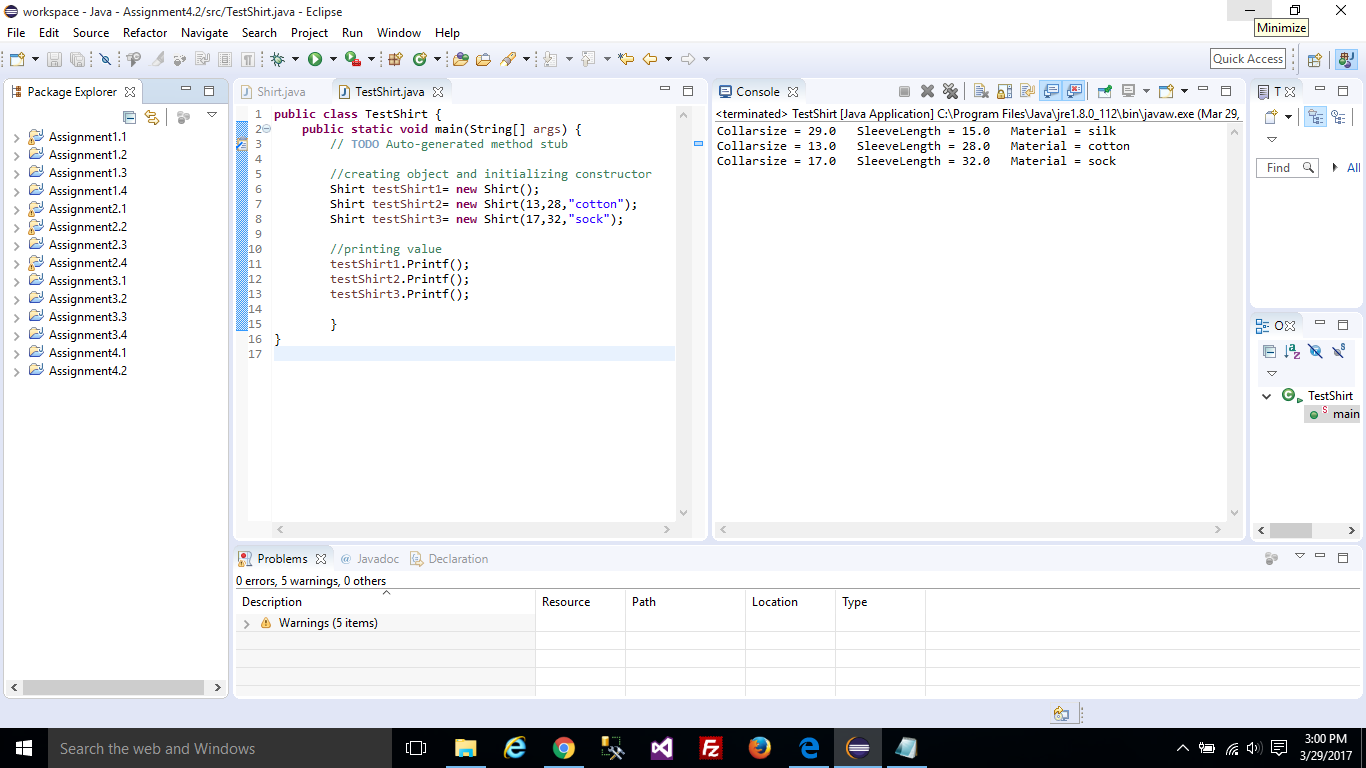 workspace - Java - Assignment4.2/src/TestShirt.java - Eclipse
Minimize
File Edit Source Refactor Navigate Search Project Run Window Help
Quick Access
Package Explorer
Assignment1.1
Assignment1.2
Assignment1.3
Assignment1.4
Assignment2.1
Assignment2.2
Assignment2.3
Assignment2.4
Assignment3.1
Assignment3.2
Assignment3.3
Assignment3.4
Assignment4.1
Assignment4.2
Shirt.java TestShirt.java
1 public class TestShirt {
2 public static void main(String[] args) {
3 // TODO Auto-generated method stub
4
5 //creating object and initializing constructor
6 Shirt testShirt1= new Shirt();
7 Shirt testShirt2= new Shirt(13,28,"cotton");
8 Shirt testShirt3= new Shirt(17,32,"sock");
9
10 //printing value
11 testShirt1.Printf();
12 testShirt2.Printf();
13 testShirt3.Printf();
14
15 }
16 }
17
Console
<terminated> TestShirt [Java Application] C:\Program Files\Java\jre1.8.0_112\bin\javaw.exe (Mar 29,
Collarsize = 29.0 SleeveLength = 15.0 Material = silk
Collarsize = 13.0 SleeveLength = 28.0 Material = cotton
Collarsize = 17.0 SleeveLength = 32.0 Material = sock
T
Find All
O
TestShirt
main
Problems @ Javadoc Declaration
0 errors, 5 warnings, 0 others
Description Resource Path Location Type
Warnings (5 items)
Search the web and Windows
3:00 PM
3/29/2017